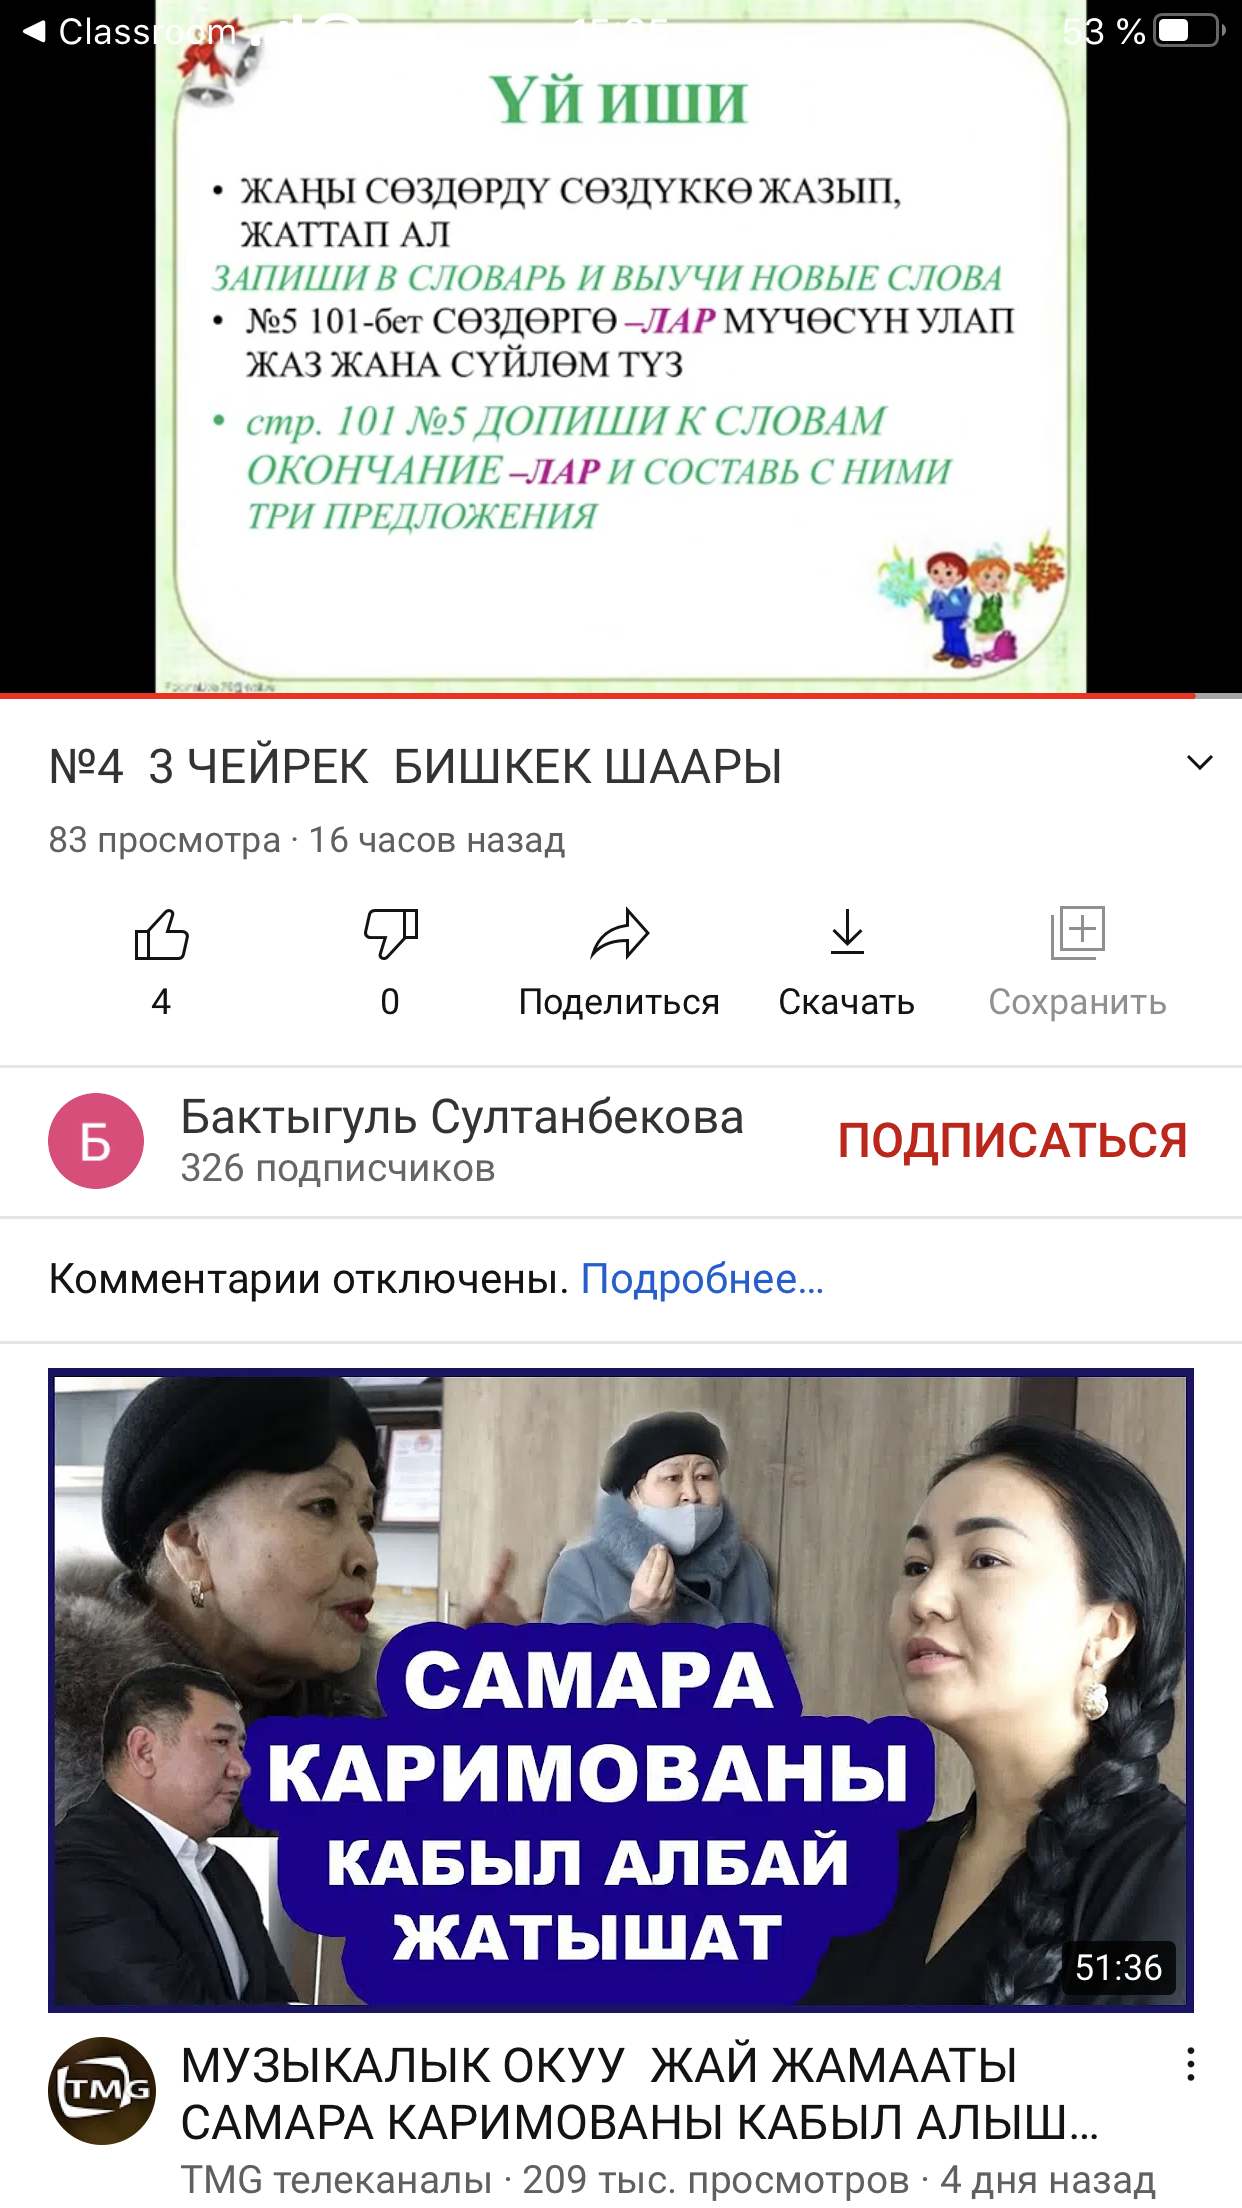 Classroom
53 %
Үй иши
• ЖАҢЫ СӨЗДӨРДҮ СӨЗДҮККӨ ЖАЗЫП,
ЖАТТАП АЛ
ЗАПИШИ В СЛОВАРЬ И ВЫУЧИ НОВЫЕ СЛОВА
• №5 101-бет СӨЗДӨРГӨ –ЛАР МҮЧӨСҮН УЛАП
ЖАЗ ЖАНА СҮЙЛӨМ ТҮЗ
• стр. 101 №5 ДОПИШИ К СЛОВАМ
ОКОНЧАНИЕ –ЛАР И СОСТАВЬ С НИМИ
ТРИ ПРЕДЛОЖЕНИЯ
№4 3 ЧЕЙРЕК БИШКЕК ШААРЫ
83 просмотра · 16 часов назад
4 0 Поделиться Скачать Сохранить
Б
Бактыгуль Султанбекова
326 подписчиков
ПОДПИСАТЬСЯ
Комментарии отключены. Подробнее...
САМАРА
КАРИМОВАНЫ
КАБЫЛ АЛБАЙ
ЖАТЫШАТ
51:36
TMG
МУЗЫКАЛЫК ОКУУ ЖАЙ ЖАМААТЫ
САМАРА КАРИМОВАНЫ КАБЫЛ АЛЫШ...
TMG телеканалы · 209 тыс. просмотров · 4 дня назад